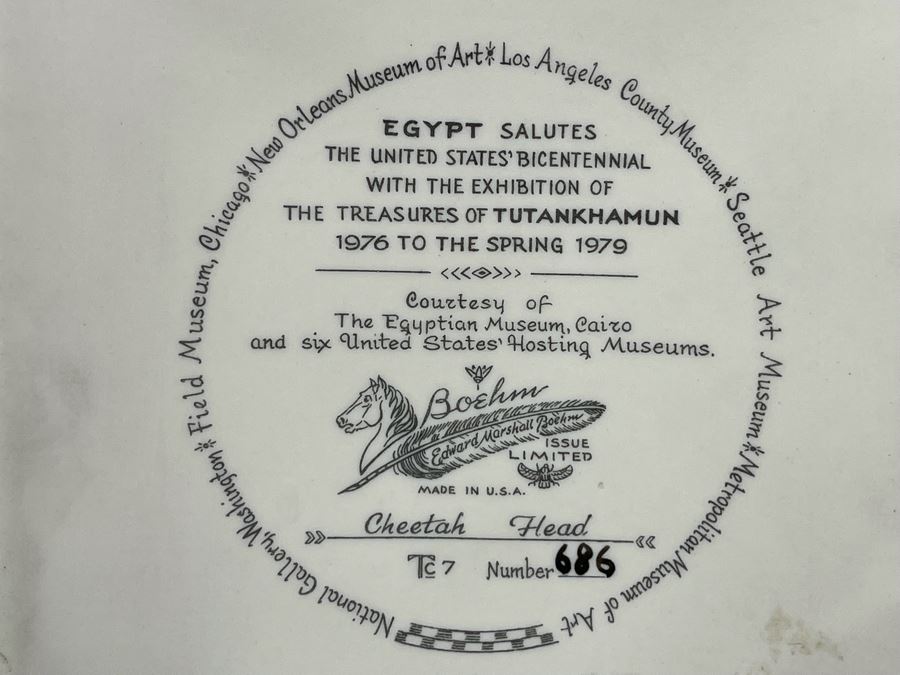 National Gallery, Washington * Field Museum, Chicago * New Orleans Museum of Art * Los Angeles County Museum * Seattle Art Museum * Metropolitan Museum of Art
EGYPT SALUTES
THE UNITED STATES' BICENTENNIAL
WITH THE EXHIBITION OF
THE TREASURES OF TUTANKHAMUN
1976 TO THE SPRING 1979
Courtesy of
The Egyptian Museum, Cairo
and six United States' Hosting Museums.
Boehm
Edward Marshall Boehm
ISSUE
LIMITED
MADE IN U.S.A.
Cheetah Head
Tc 7 Number 686